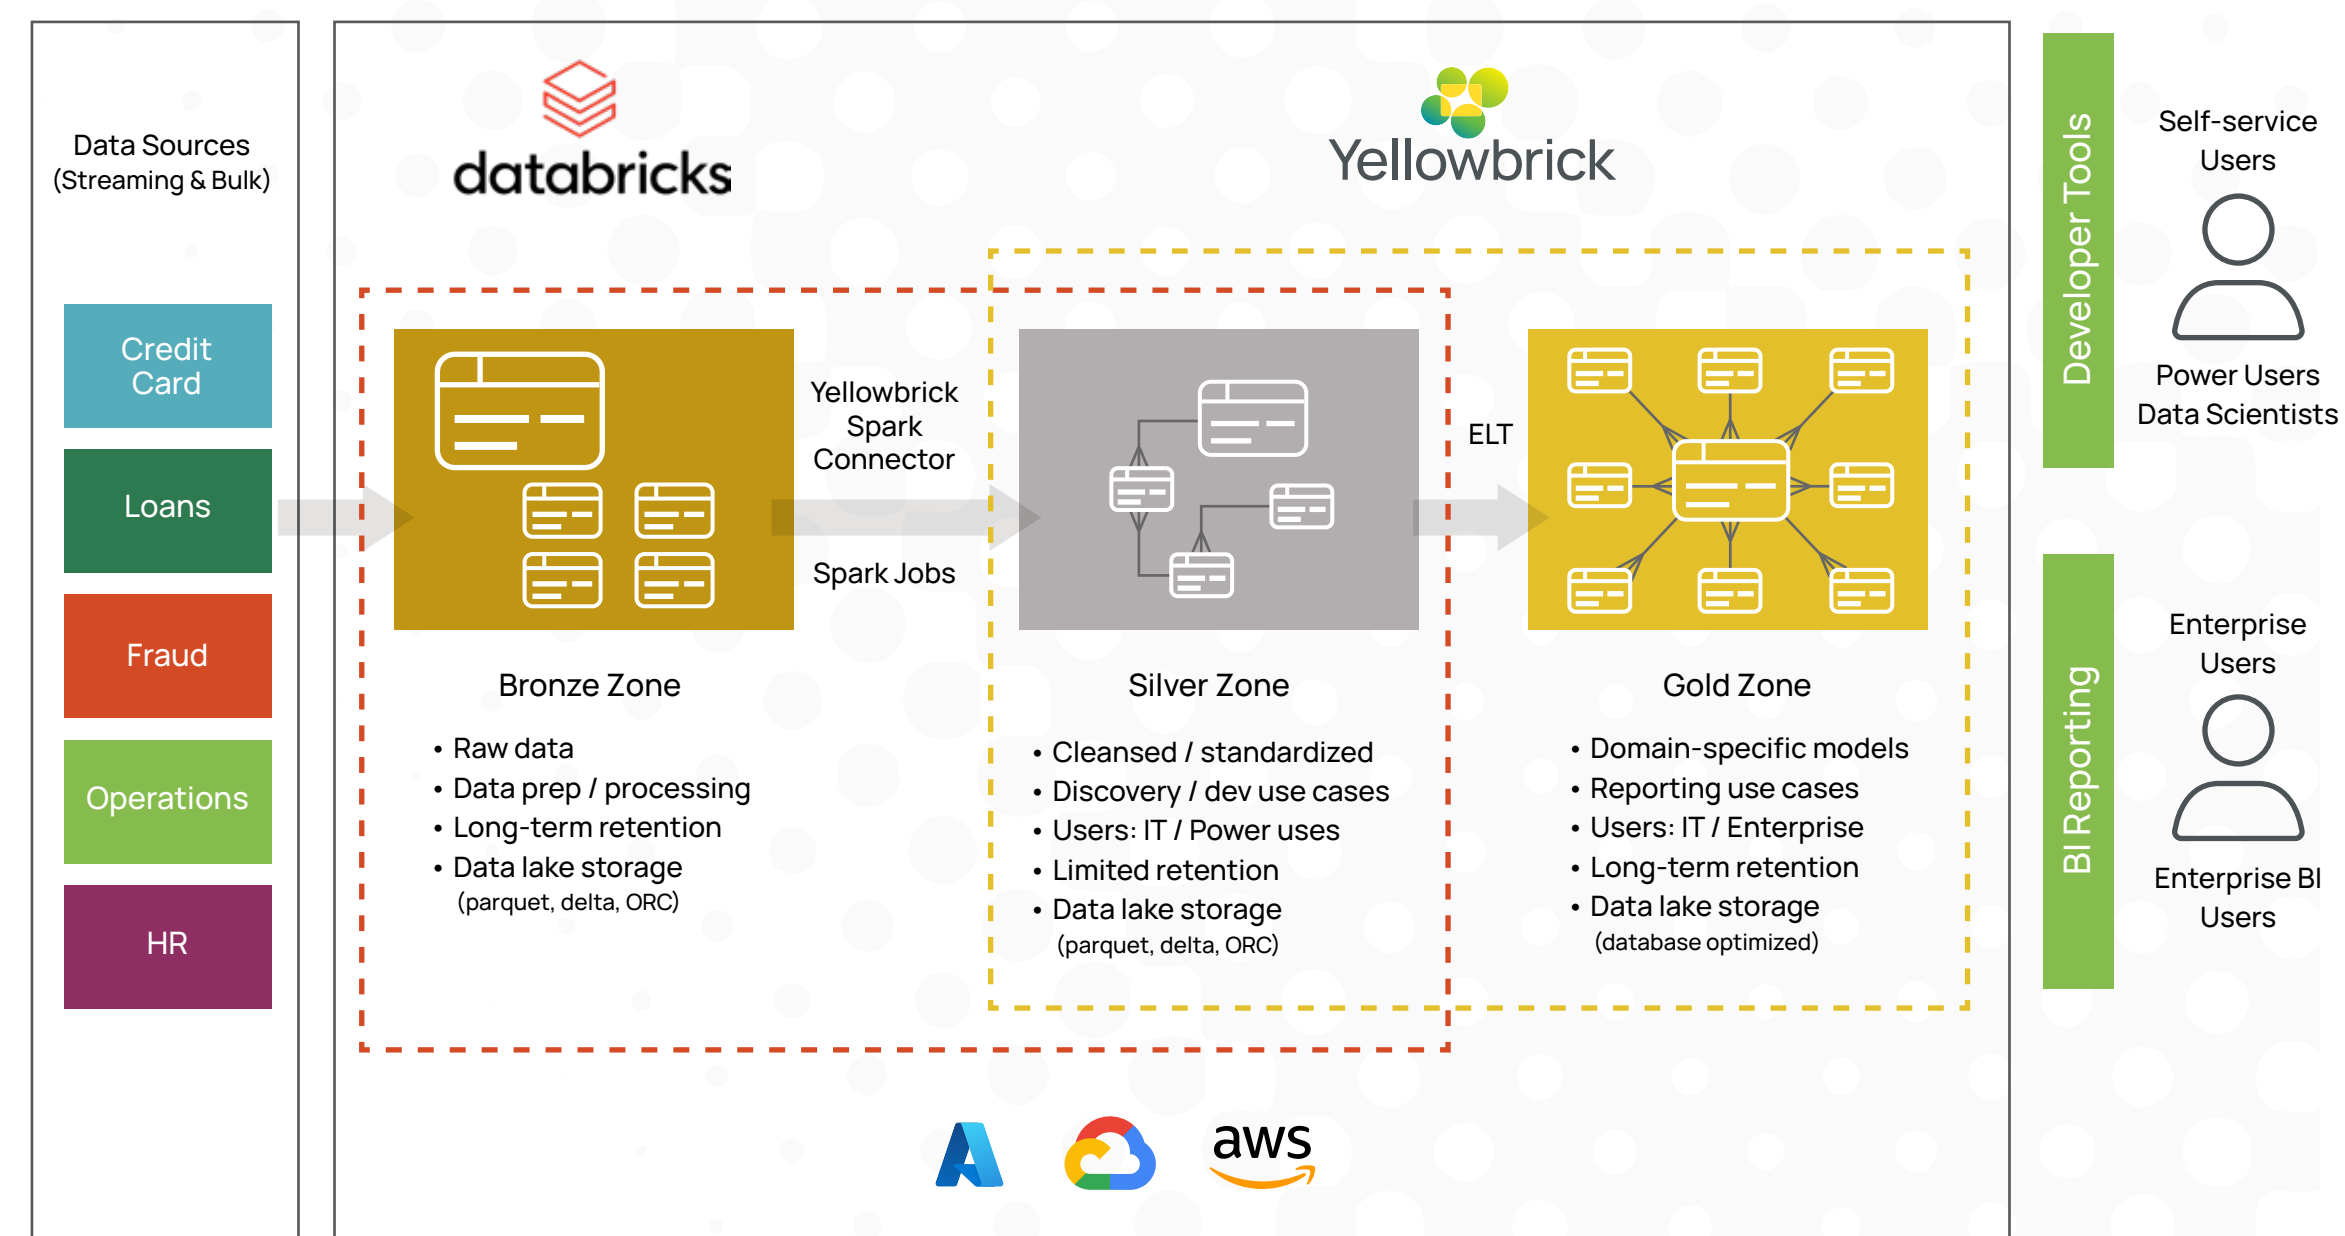 Data Sources
(Streaming & Bulk)
Credit
Card
Loans
Fraud
Operations
HR
databricks
Yellowbrick
Yellowbrick
Spark
Connector
Spark Jobs
ELT
Bronze Zone
• Raw data
• Data prep / processing
• Long-term retention
• Data lake storage
(parquet, delta, ORC)
Silver Zone
• Cleansed / standardized
• Discovery / dev use cases
• Users: IT / Power uses
• Limited retention
• Data lake storage
(parquet, delta, ORC)
Gold Zone
• Domain-specific models
• Reporting use cases
• Users: IT / Enterprise
• Long-term retention
• Data lake storage
(database optimized)
aws
Developer Tools
Self-service
Users
Power Users
Data Scientists
BI Reporting
Enterprise
Users
Enterprise BI
Users